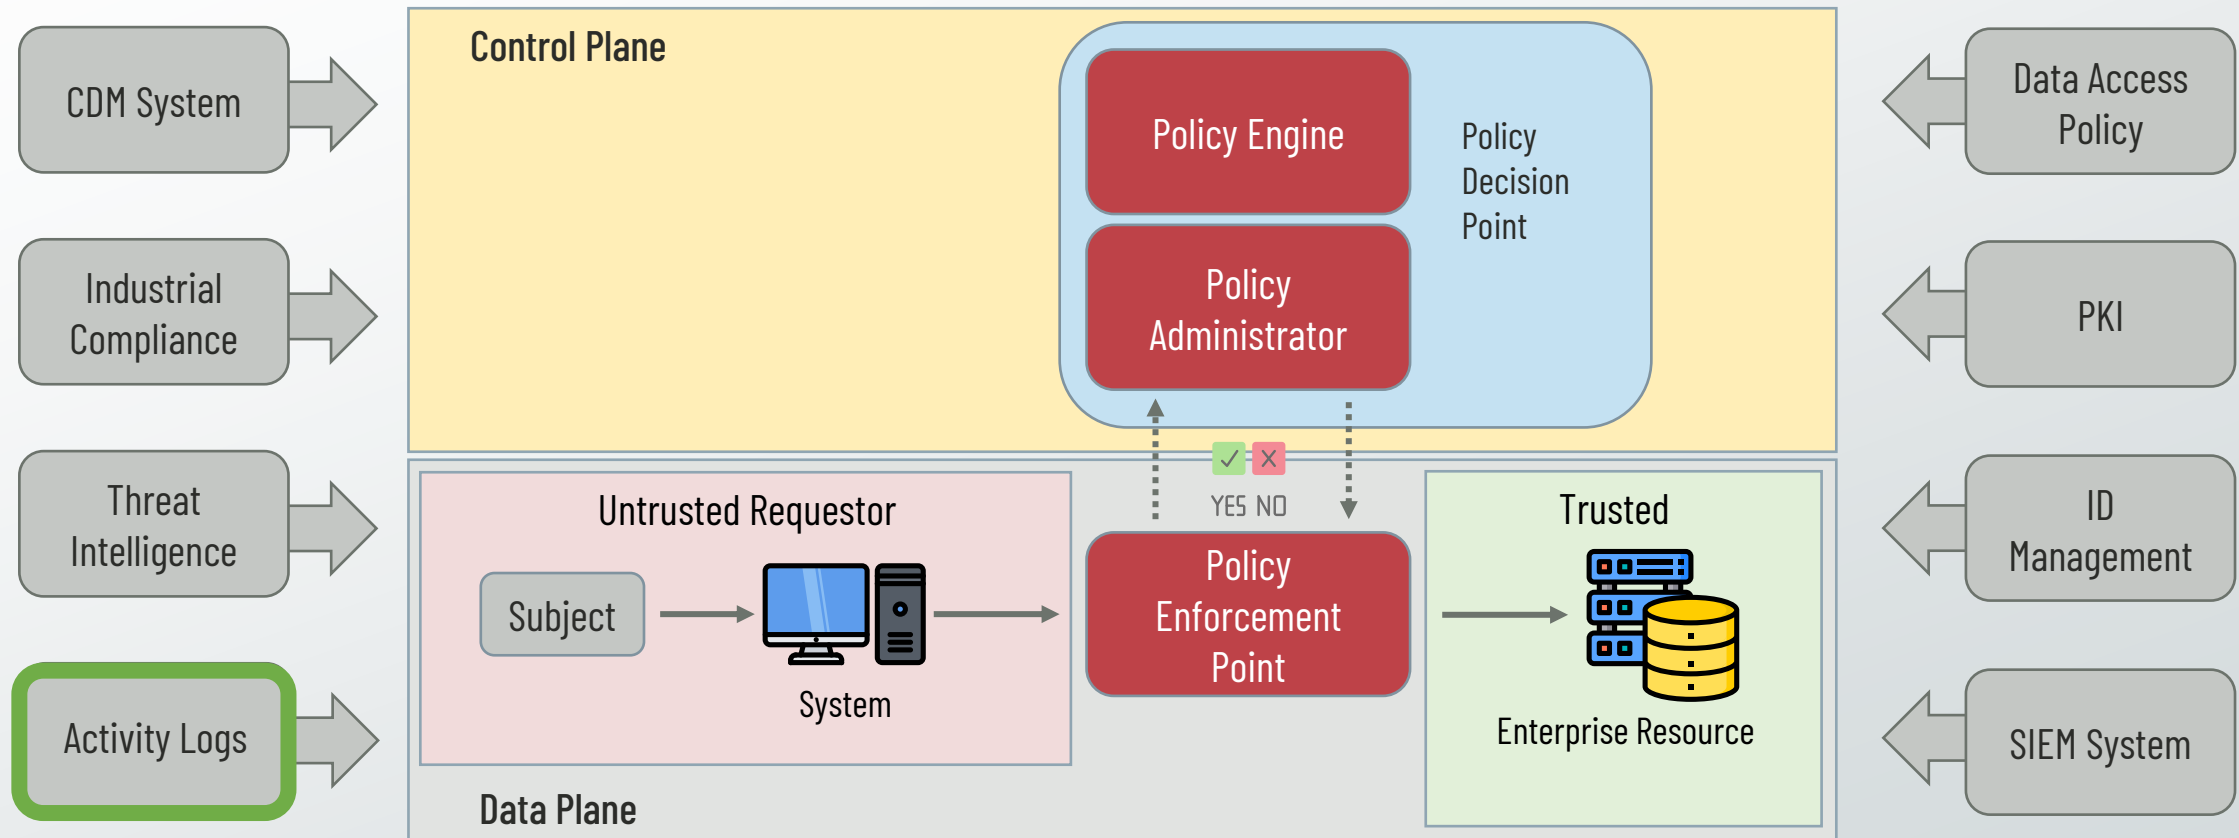 CDM System
Industrial
Compliance
Threat
Intelligence
Activity Logs
Control Plane
Policy Engine
Policy
Administrator
Policy
Decision
Point
YES NO
Untrusted Requestor
Subject
System
Policy
Enforcement
Point
Trusted
Enterprise Resource
Data Plane
Data Access
Policy
PKI
ID
Management
SIEM System